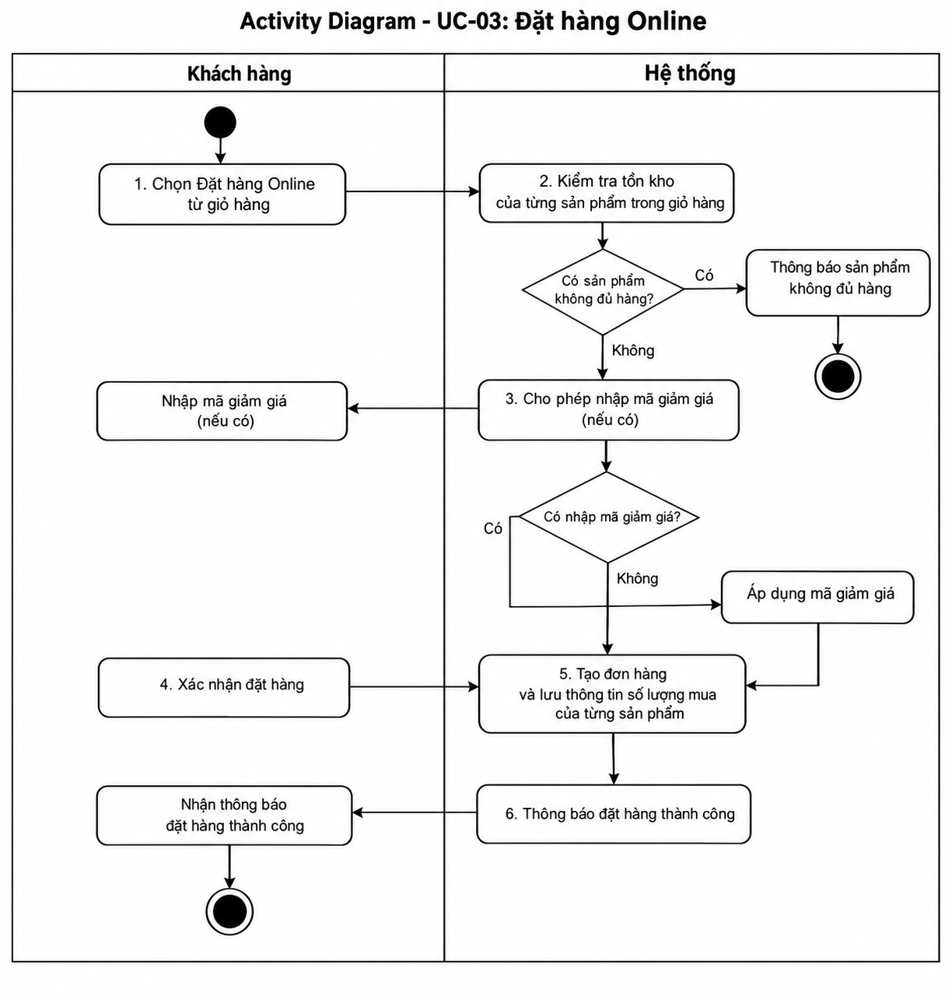 Activity Diagram - UC-03: Đặt hàng Online
Khách hàng
Hệ thống
1. Chọn Đặt hàng Online
từ giỏ hàng
2. Kiểm tra tồn kho
của từng sản phẩm trong giỏ hàng
Có sản phẩm
không đủ hàng?
Có
Thông báo sản phẩm
không đủ hàng
Không
Nhập mã giảm giá
(nếu có)
3. Cho phép nhập mã giảm giá
(nếu có)
Có nhập mã giảm giá?
Có
Không
Áp dụng mã giảm giá
4. Xác nhận đặt hàng
5. Tạo đơn hàng
và lưu thông tin số lượng mua
của từng sản phẩm
Nhận thông báo
đặt hàng thành công
6. Thông báo đặt hàng thành công